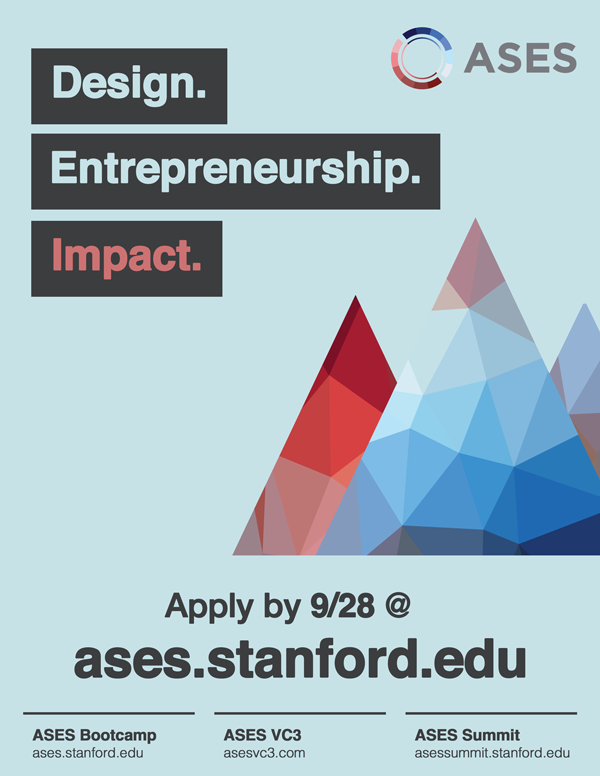 ASES
Design.
Entrepreneurship.
Impact.
Apply by 9/28 @
ases.stanford.edu
ASES Bootcamp
ases.stanford.edu
ASES VC3
asesvc3.com
ASES Summit
asessummit.stanford.edu